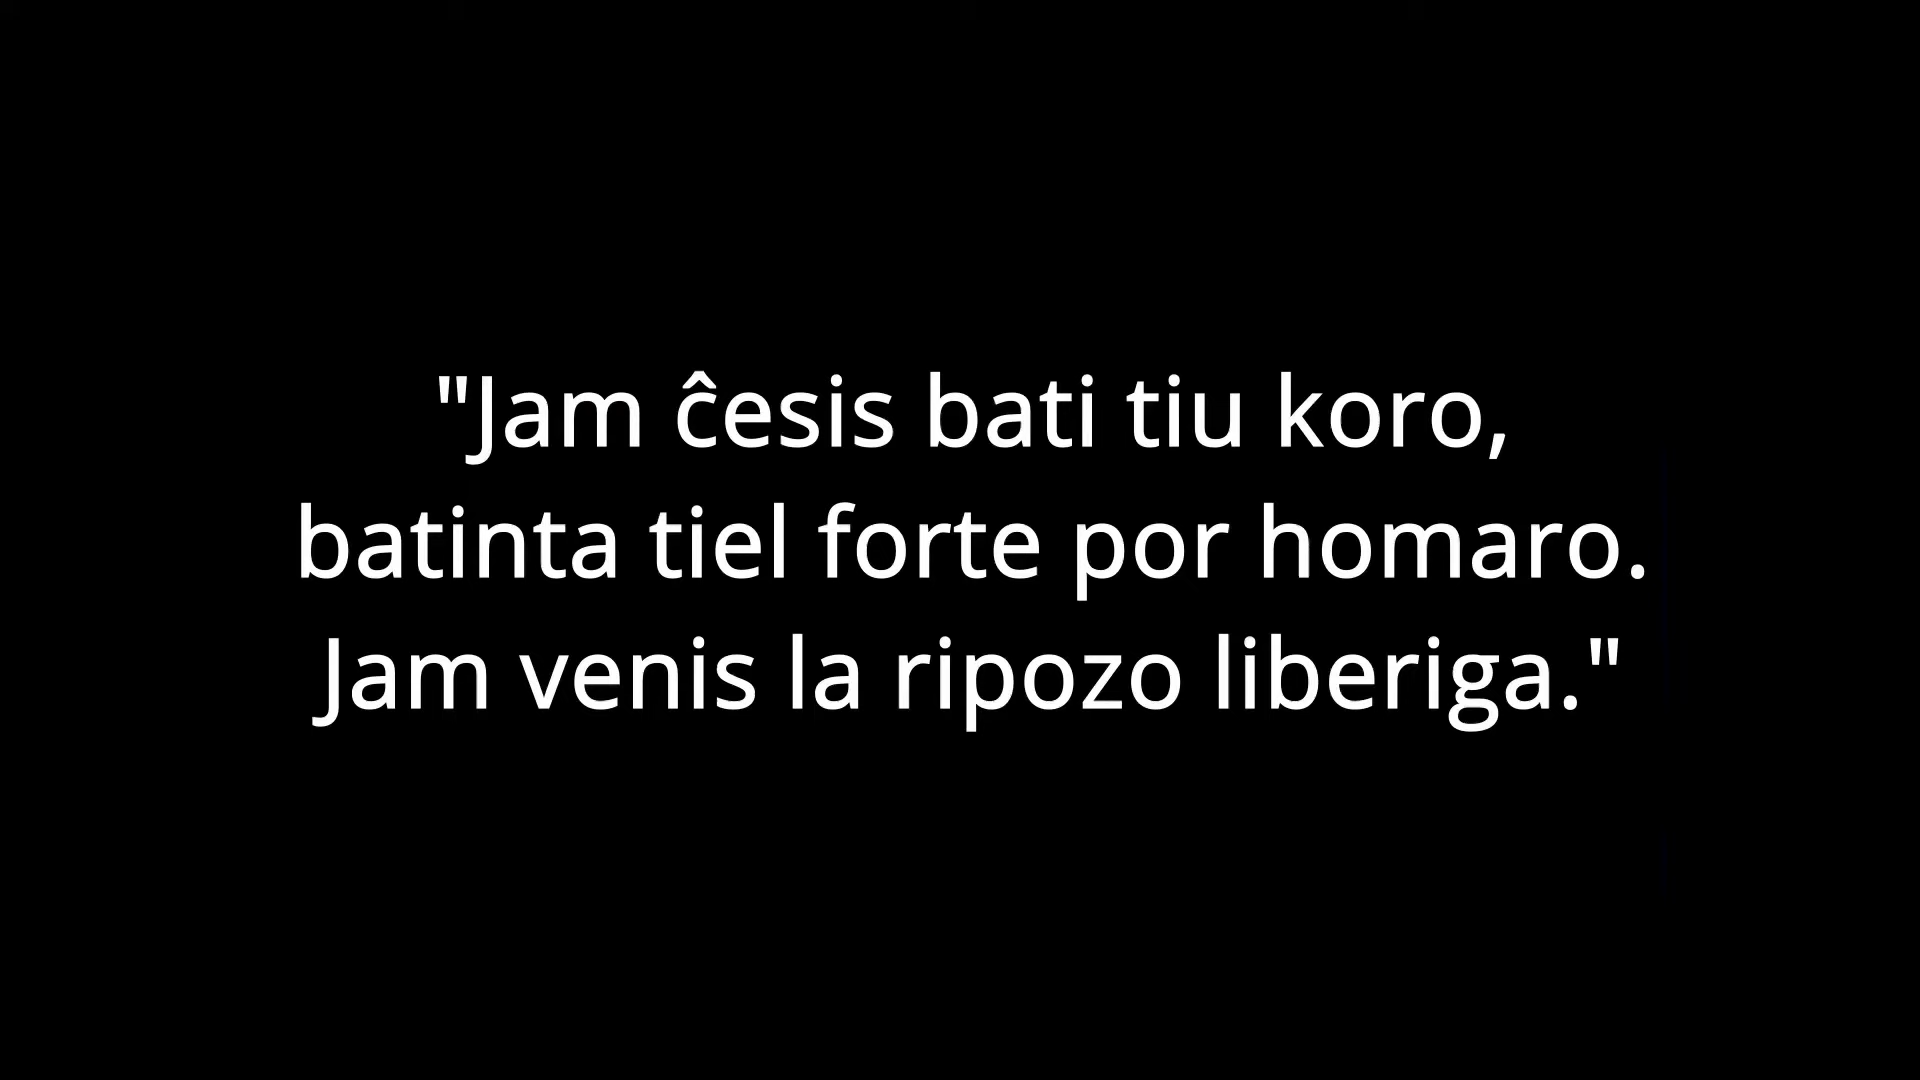 "Jam ĉesis bati tiu koro,
batinta tiel forte por homaro.
Jam venis la ripozo liberiga."